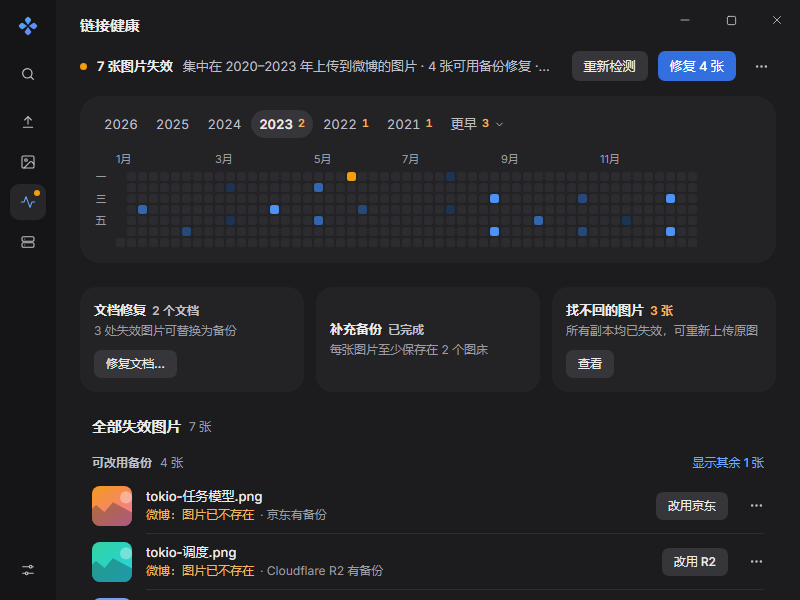 链接健康
7 张图片失效 集中在 2020–2023 年上传到微博的图片 · 4 张可用备份修复 ·...
重新检测
修复 4 张
2026 2025 2024 2023 2 2022 1 2021 1 更早 3
1月 3月 5月 7月 9月 11月
一
三
五
文档修复 2 个文档
3 处失效图片可替换为备份
修复文档...
补充备份 已完成
每张图片至少保存在 2 个图床
找不回的图片 3 张
所有副本均已失效，可重新上传原图
查看
全部失效图片 7 张
可改用备份 4 张
显示其余 1 张
tokio-任务模型.png
微博：图片已不存在 · 京东有备份
改用京东
tokio-调度.png
微博：图片已不存在 · Cloudflare R2 有备份
改用 R2